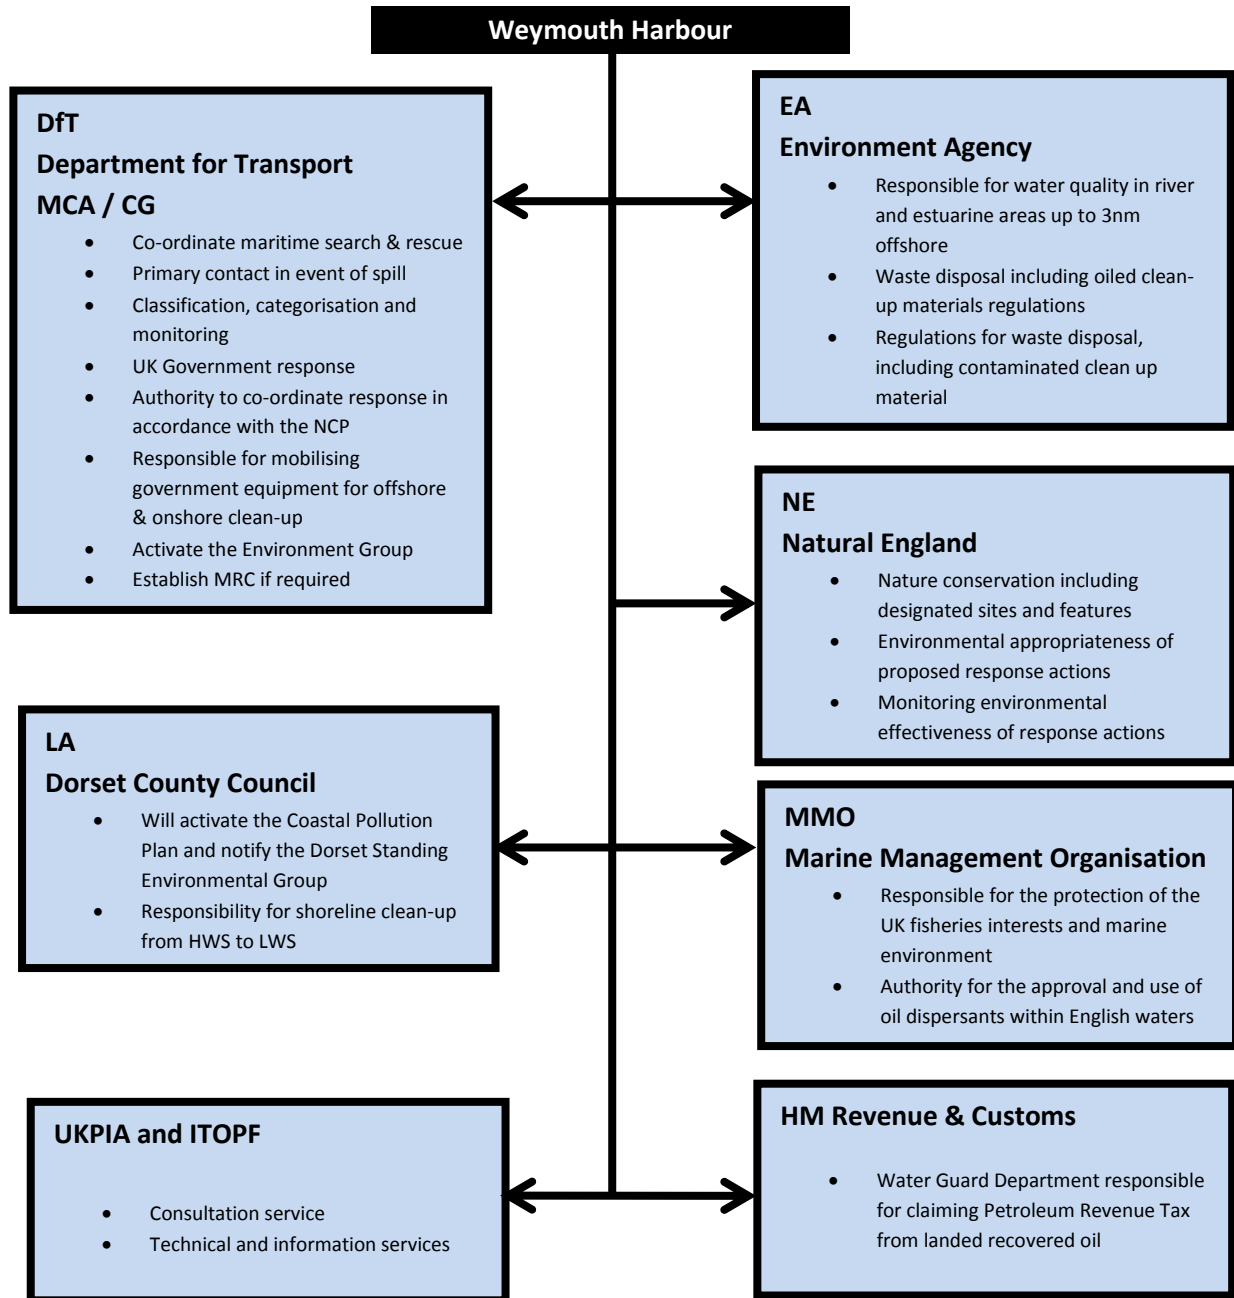 Weymouth Harbour
DfT
Department for Transport
MCA / CG
• Co-ordinate maritime search & rescue
• Primary contact in event of spill
• Classification, categorisation and
monitoring
• UK Government response
• Authority to co-ordinate response in
accordance with the NCP
• Responsible for mobilising
government equipment for offshore
& onshore clean-up
• Activate the Environment Group
• Establish MRC if required
EA
Environment Agency
• Responsible for water quality in river
and estuarine areas up to 3nm
offshore
• Waste disposal including oiled clean-
up materials regulations
• Regulations for waste disposal,
including contaminated clean up
material
NE
Natural England
• Nature conservation including
designated sites and features
• Environmental appropriateness of
proposed response actions
• Monitoring environmental
effectiveness of response actions
LA
Dorset County Council
• Will activate the Coastal Pollution
Plan and notify the Dorset Standing
Environmental Group
• Responsibility for shoreline clean-up
from HWS to LWS
MMO
Marine Management Organisation
• Responsible for the protection of the
UK fisheries interests and marine
environment
• Authority for the approval and use of
oil dispersants within English waters
UKPIA and ITOPF
• Consultation service
• Technical and information services
HM Revenue & Customs
• Water Guard Department responsible
for claiming Petroleum Revenue Tax
from landed recovered oil